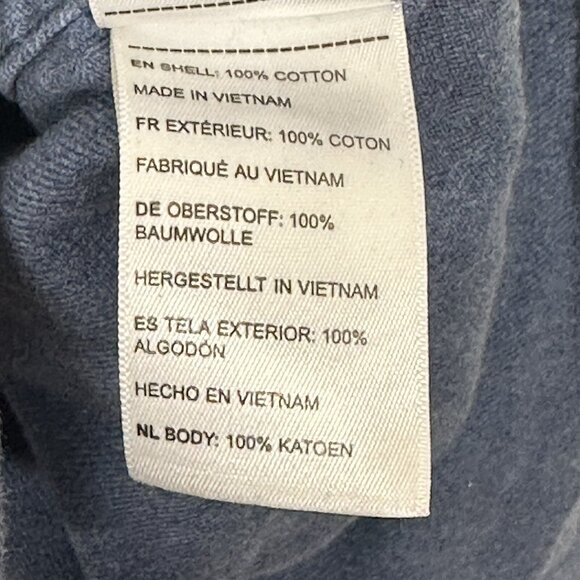 EN SHELL: 100% COTTON
MADE IN VIETNAM
FR EXTÉRIEUR: 100% COTON
FABRIQUÉ AU VIETNAM
DE OBERSTOFF: 100%
BAUMWOLLE
HERGESTELLT IN VIETNAM
ES TELA EXTERIOR: 100%
ALGODÓN
HECHO EN VIETNAM
NL BODY: 100% KATOEN